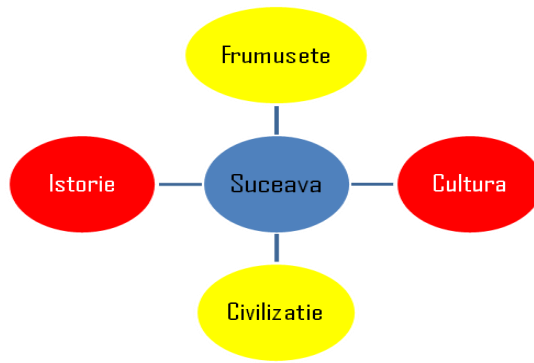 Frumusete
Istorie
Suceava
Cultura
Civilizatie